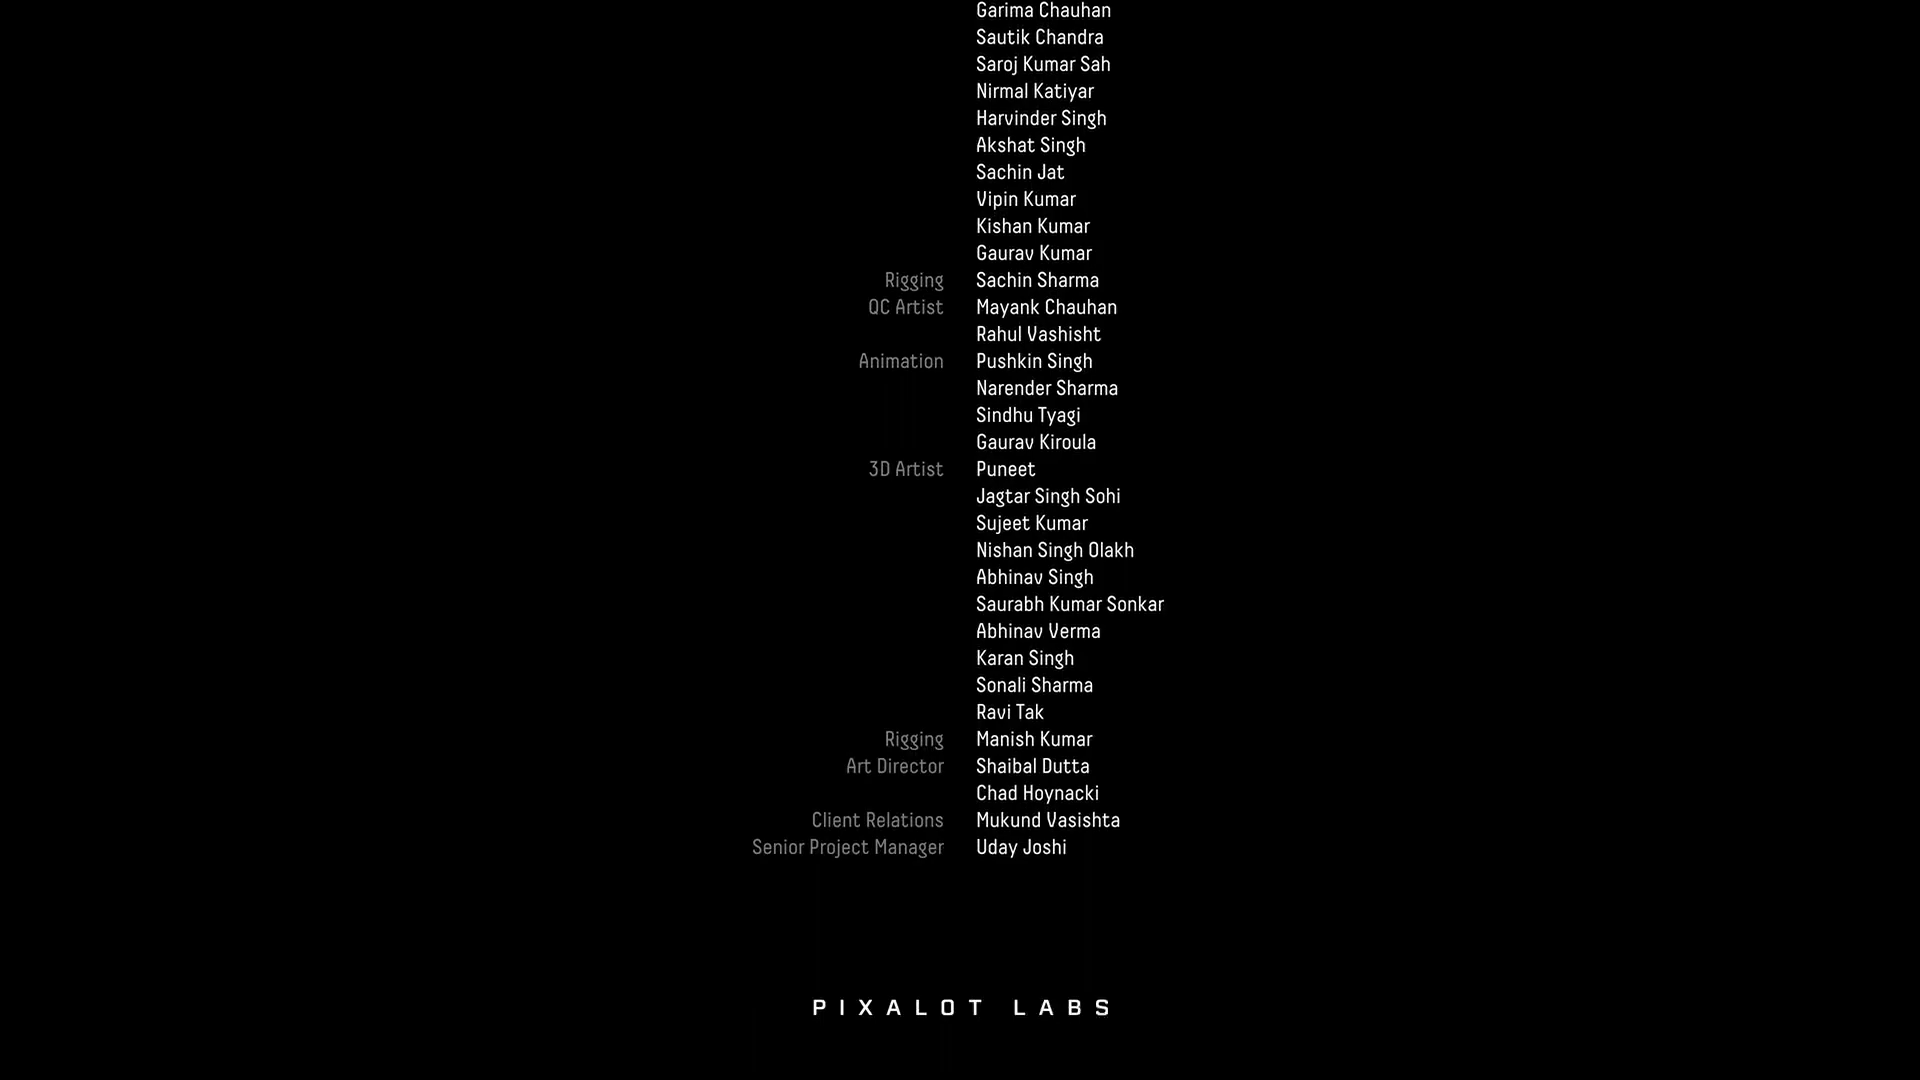 Garima Chauhan
Sautik Chandra
Saroj Kumar Sah
Nirmal Katiyar
Harvinder Singh
Akshat Singh
Sachin Jat
Vipin Kumar
Kishan Kumar
Gaurav Kumar
Rigging Sachin Sharma
QC Artist Mayank Chauhan
Rahul Vashisht
Animation Pushkin Singh
Narender Sharma
Sindhu Tyagi
Gaurav Kiroula
3D Artist Puneet
Jagtar Singh Sohi
Sujeet Kumar
Nishan Singh Olakh
Abhinav Singh
Saurabh Kumar Sonkar
Abhinav Verma
Karan Singh
Sonali Sharma
Ravi Tak
Rigging Manish Kumar
Art Director Shaibal Dutta
Chad Hoynacki
Client Relations Mukund Vasishta
Senior Project Manager Uday Joshi
PIXALOT LABS